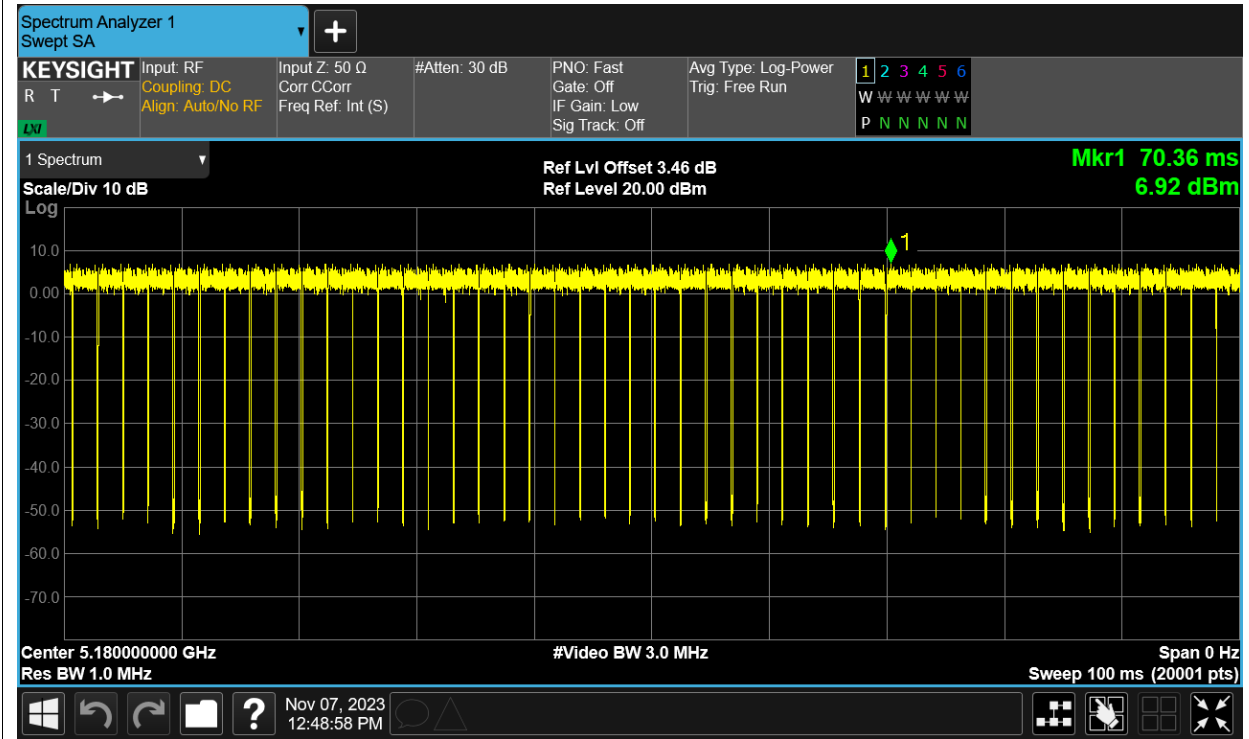 Spectrum Analyzer 1
Swept SA
KEYSIGHT
R T
LXI
Input: RF
Coupling: DC
Align: Auto/No RF
Input Z: 50 Ω
Corr CCorr
Freq Ref: Int (S)
#Atten: 30 dB
PNO: Fast
Gate: Off
IF Gain: Low
Sig Track: Off
Avg Type: Log-Power
Trig: Free Run
1 2 3 4 5 6
W W W W W W
P N N N N N
1 Spectrum
Scale/Div 10 dB
Log
Ref Lvl Offset 3.46 dB
Ref Level 20.00 dBm
Mkr1 70.36 ms
6.92 dBm
1
10.0
0.00
-10.0
-20.0
-30.0
-40.0
-50.0
-60.0
-70.0
Center 5.180000000 GHz
Res BW 1.0 MHz
#Video BW 3.0 MHz
Span 0 Hz
Sweep 100 ms (20001 pts)
?
Nov 07, 2023
12:48:58 PM